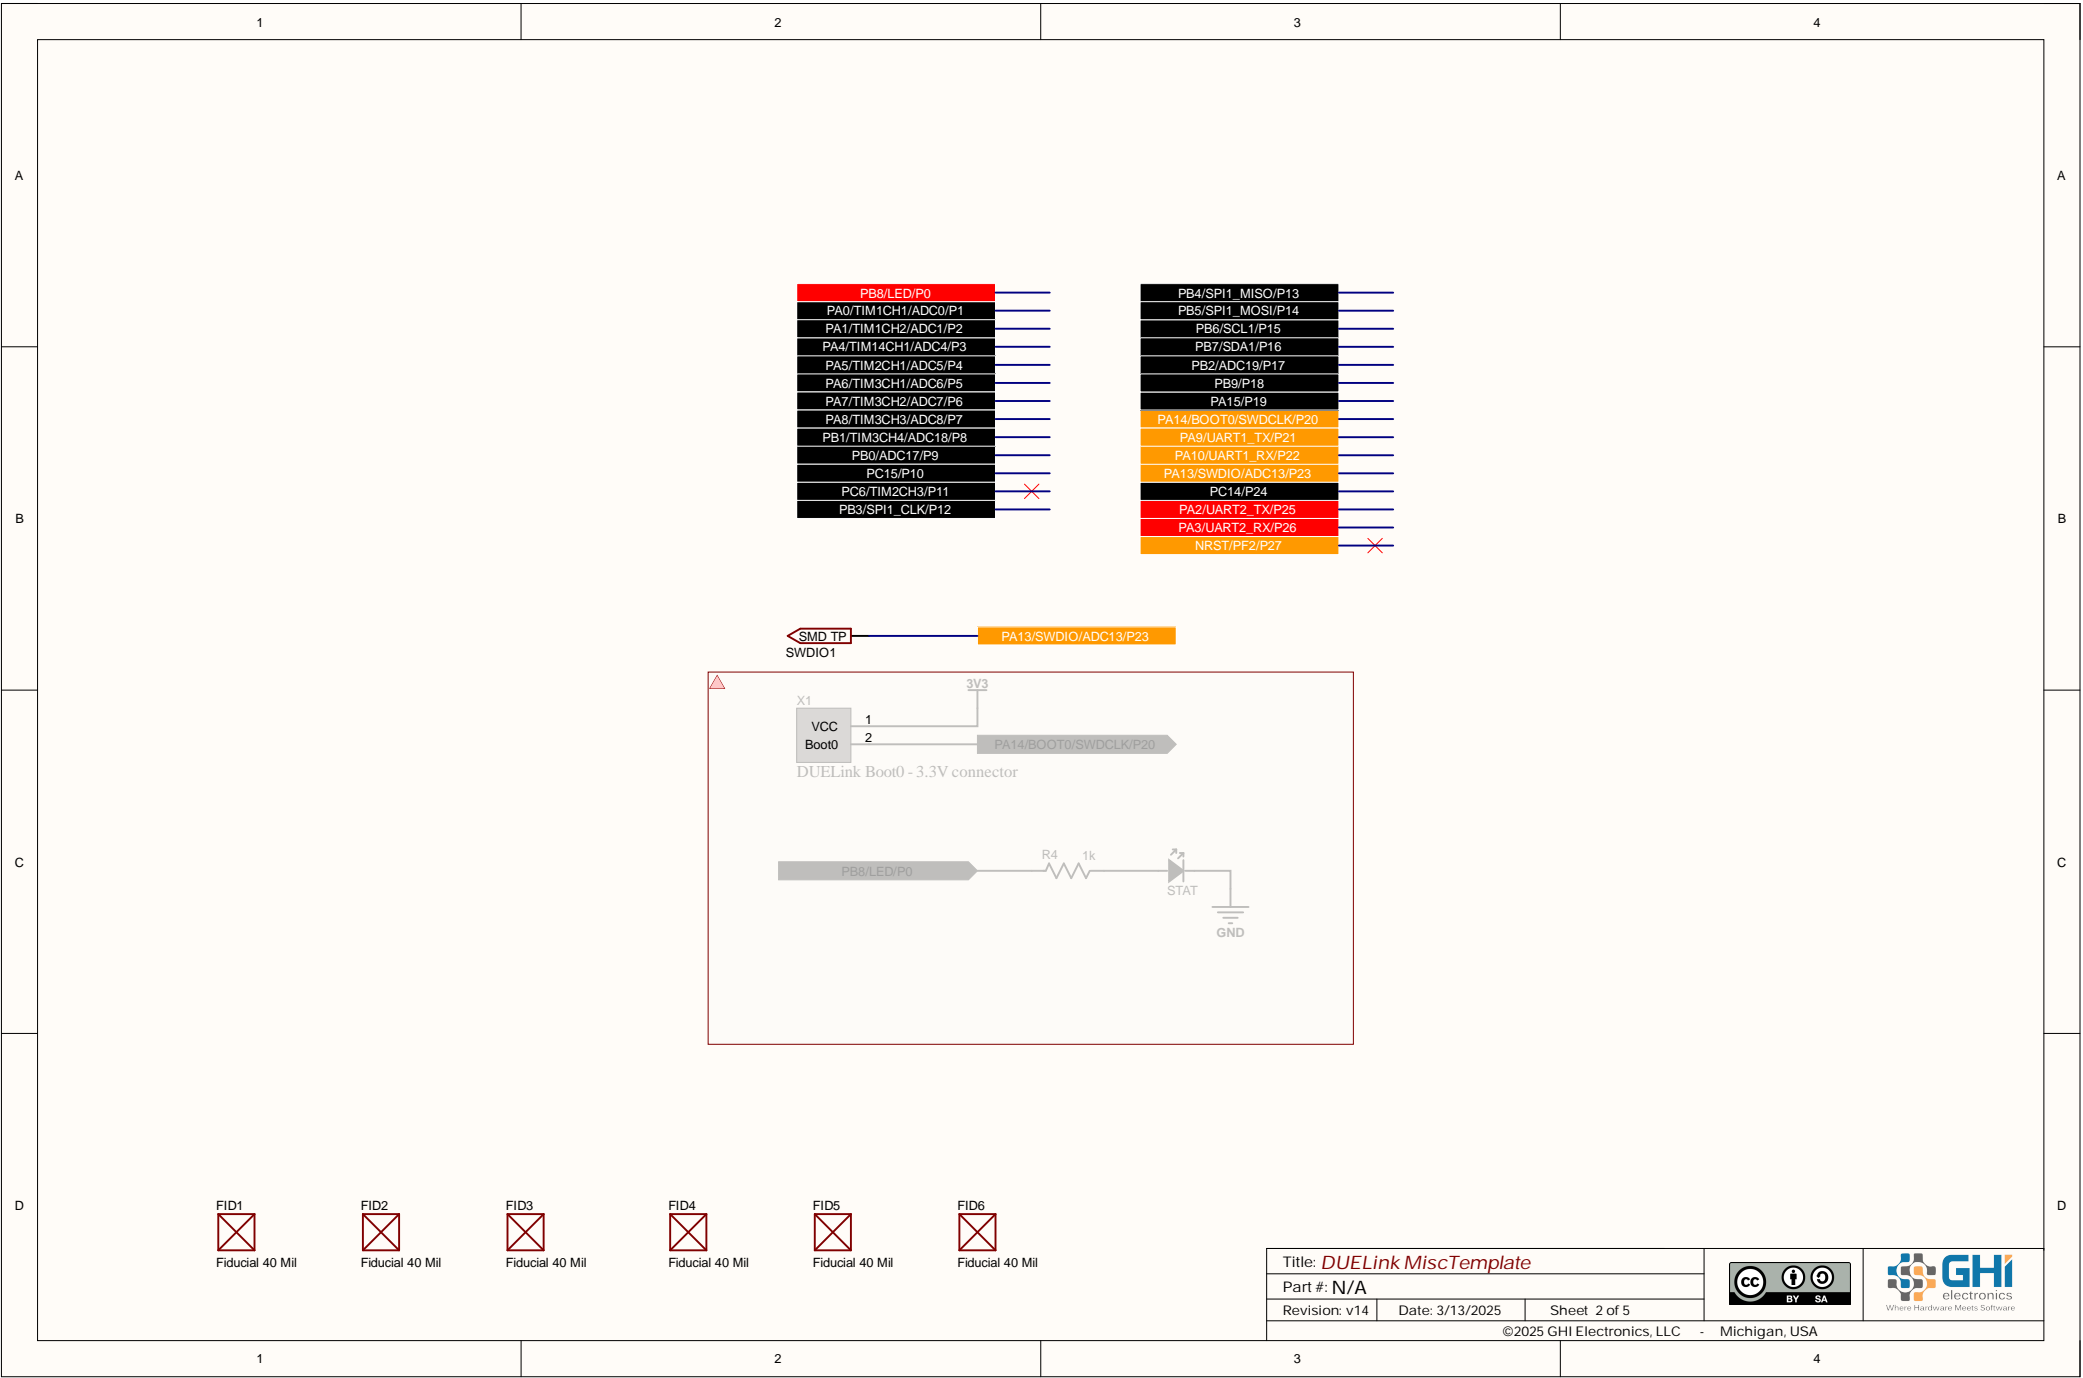 1 2 3 4
A A
PB8/LED/P0
PA0/TIM1CH1/ADC0/P1
PA1/TIM1CH2/ADC1/P2
PA4/TIM14CH1/ADC4/P3
PA5/TIM2CH1/ADC5/P4
PA6/TIM3CH1/ADC6/P5
PA7/TIM3CH2/ADC7/P6
PA8/TIM3CH3/ADC8/P7
PB1/TIM3CH4/ADC18/P8
PB0/ADC17/P9
PC15/P10
PC6/TIM2CH3/P11
PB3/SPI1_CLK/P12
PB4/SPI1_MISO/P13
PB5/SPI1_MOSI/P14
PB6/SCL1/P15
PB7/SDA1/P16
PB2/ADC19/P17
PB9/P18
PA15/P19
PA14/BOOT0/SWDCLK/P20
PA9/UART1_TX/P21
PA10/UART1_RX/P22
PA13/SWDIO/ADC13/P23
PC14/P24
PA2/UART2_TX/P25
PA3/UART2_RX/P26
NRST/PF2/P27
B B
SMD TP PA13/SWDIO/ADC13/P23
SWDIO1
3V3
X1
VCC 1
Boot0 2 PA14/BOOT0/SWDCLK/P20
DUELink Boot0 - 3.3V connector
C C
R4 1k
PB8/LED/P0
STAT
GND
D D
FID1 FID2 FID3 FID4 FID5 FID6
Fiducial 40 Mil Fiducial 40 Mil Fiducial 40 Mil Fiducial 40 Mil Fiducial 40 Mil Fiducial 40 Mil
Title: DUELink MiscTemplate
Part #: N/A
Revision: v14 Date: 3/13/2025 Sheet 2 of 5
©2025 GHI Electronics, LLC - Michigan, USA
cc BY SA
GHi
electronics
Where Hardware Meets Software
1 2 3 4